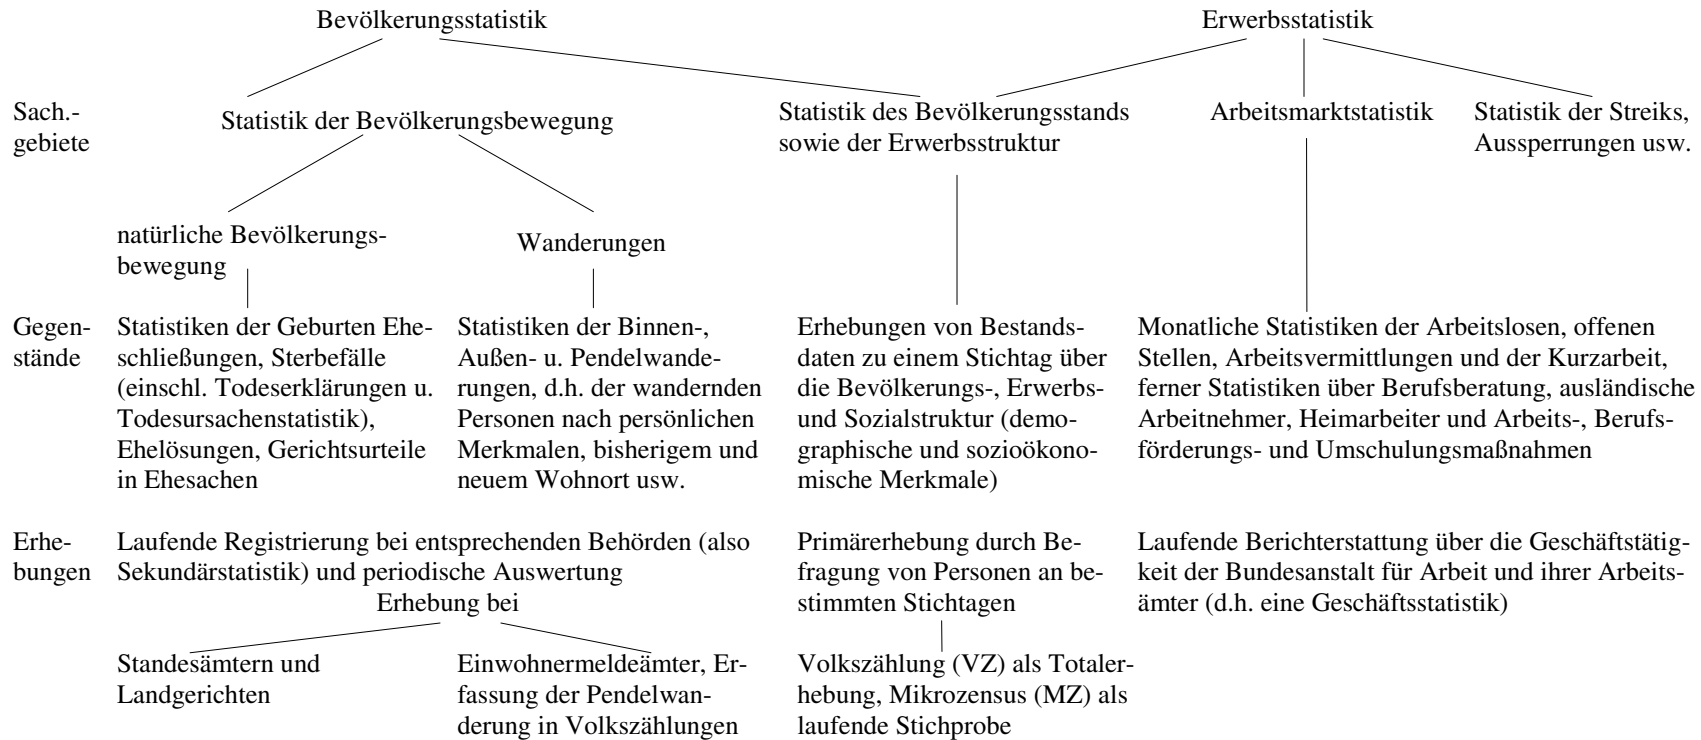 Bevölkerungsstatistik
Erwerbsstatistik
Sach.-
gebiete
Statistik der Bevölkerungsbewegung
Statistik des Bevölkerungsstands
sowie der Erwerbsstruktur
Arbeitsmarktstatistik
Statistik der Streiks,
Aussperrungen usw.
natürliche Bevölkerungs-
bewegung
Wanderungen
Gegen-
stände
Statistiken der Geburten Ehe-
schließungen, Sterbefälle
(einschl. Todeserklärungen u.
Todesursachenstatistik),
Ehelösungen, Gerichtsurteile
in Ehesachen
Statistiken der Binnen-,
Außen- u. Pendelwande-
rungen, d.h. der wandernden
Personen nach persönlichen
Merkmalen, bisherigem und
neuem Wohnort usw.
Erhebungen von Bestands-
daten zu einem Stichtag über
die Bevölkerungs-, Erwerbs-
und Sozialstruktur (demo-
graphische und sozioökono-
mische Merkmale)
Monatliche Statistiken der Arbeitslosen, offenen
Stellen, Arbeitsvermittlungen und der Kurzarbeit,
ferner Statistiken über Berufsberatung, ausländische
Arbeitnehmer, Heimarbeiter und Arbeits-, Berufs-
förderungs- und Umschulungsmaßnahmen
Erhe-
bungen
Laufende Registrierung bei entsprechenden Behörden (also
Sekundärstatistik) und periodische Auswertung
Erhebung bei
Standesämtern und
Landgerichten
Einwohnermeldeämter, Er-
fassung der Pendelwan-
derung in Volkszählungen
Primärerhebung durch Be-
fragung von Personen an be-
stimmten Stichtagen
Volkszählung (VZ) als Totaler-
hebung, Mikrozensus (MZ) als
laufende Stichprobe
Laufende Berichterstattung über die Geschäftstätig-
keit der Bundesanstalt für Arbeit und ihrer Arbeits-
ämter (d.h. eine Geschäftsstatistik)